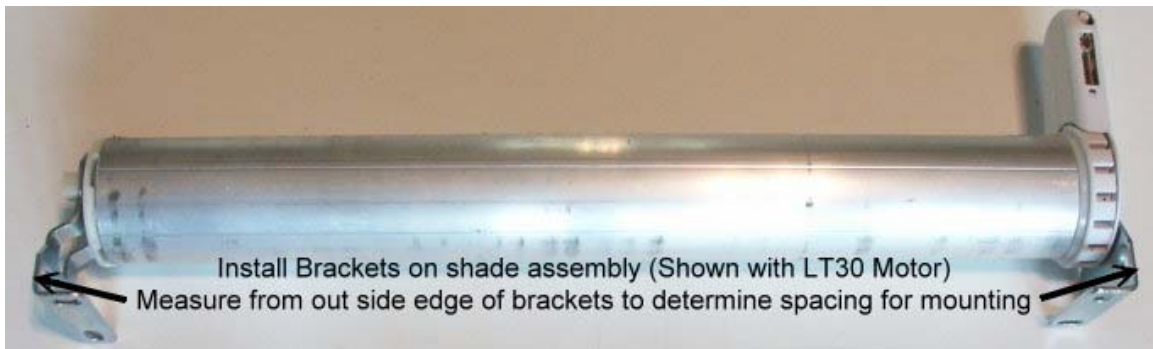 Install Brackets on shade assembly (Shown with LT30 Motor)
Measure from out side edge of brackets to determine spacing for mounting